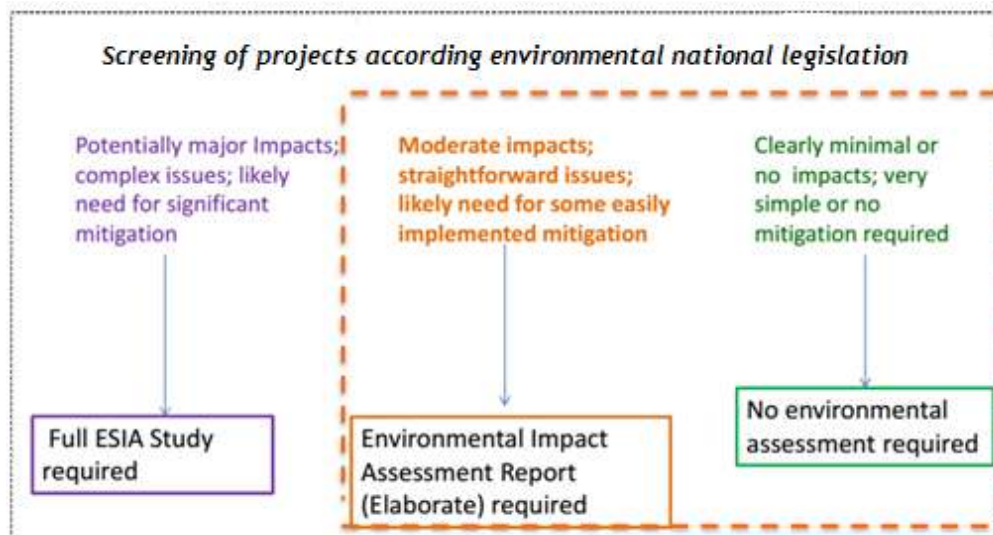 Screening of projects according environmental national legislation
Potentially major Impacts;
complex issues; likely
need for significant
mitigation
Moderate impacts;
straightforward issues;
likely need for some easily
implemented mitigation
Clearly minimal or
no impacts; very
simple or no
mitigation required
Full ESIA Study
required
Environmental Impact
Assessment Report
(Elaborate) required
No environmental
assessment required